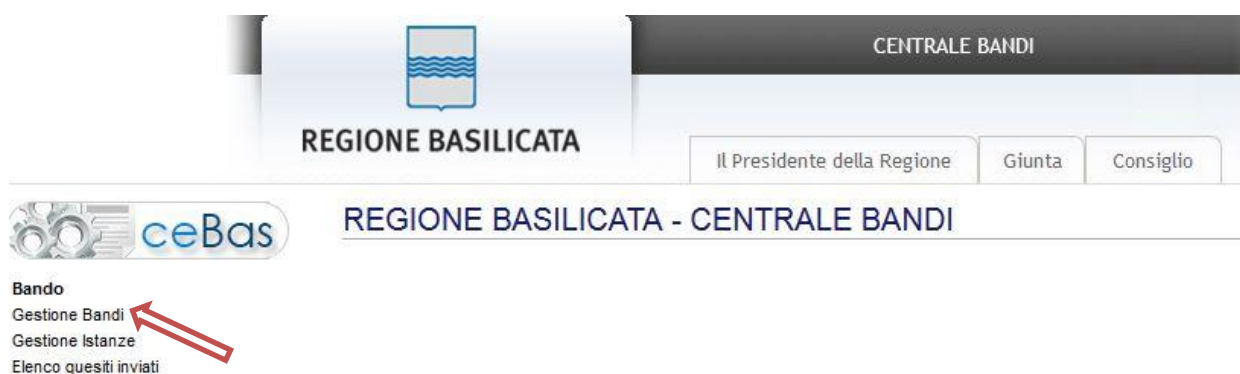 CENTRALE BANDI
REGIONE BASILICATA
Il Presidente della Regione Giunta Consiglio
ceBas
REGIONE BASILICATA - CENTRALE BANDI
Bando
Gestione Bandi
Gestione Istanze
Elenco quesiti inviati